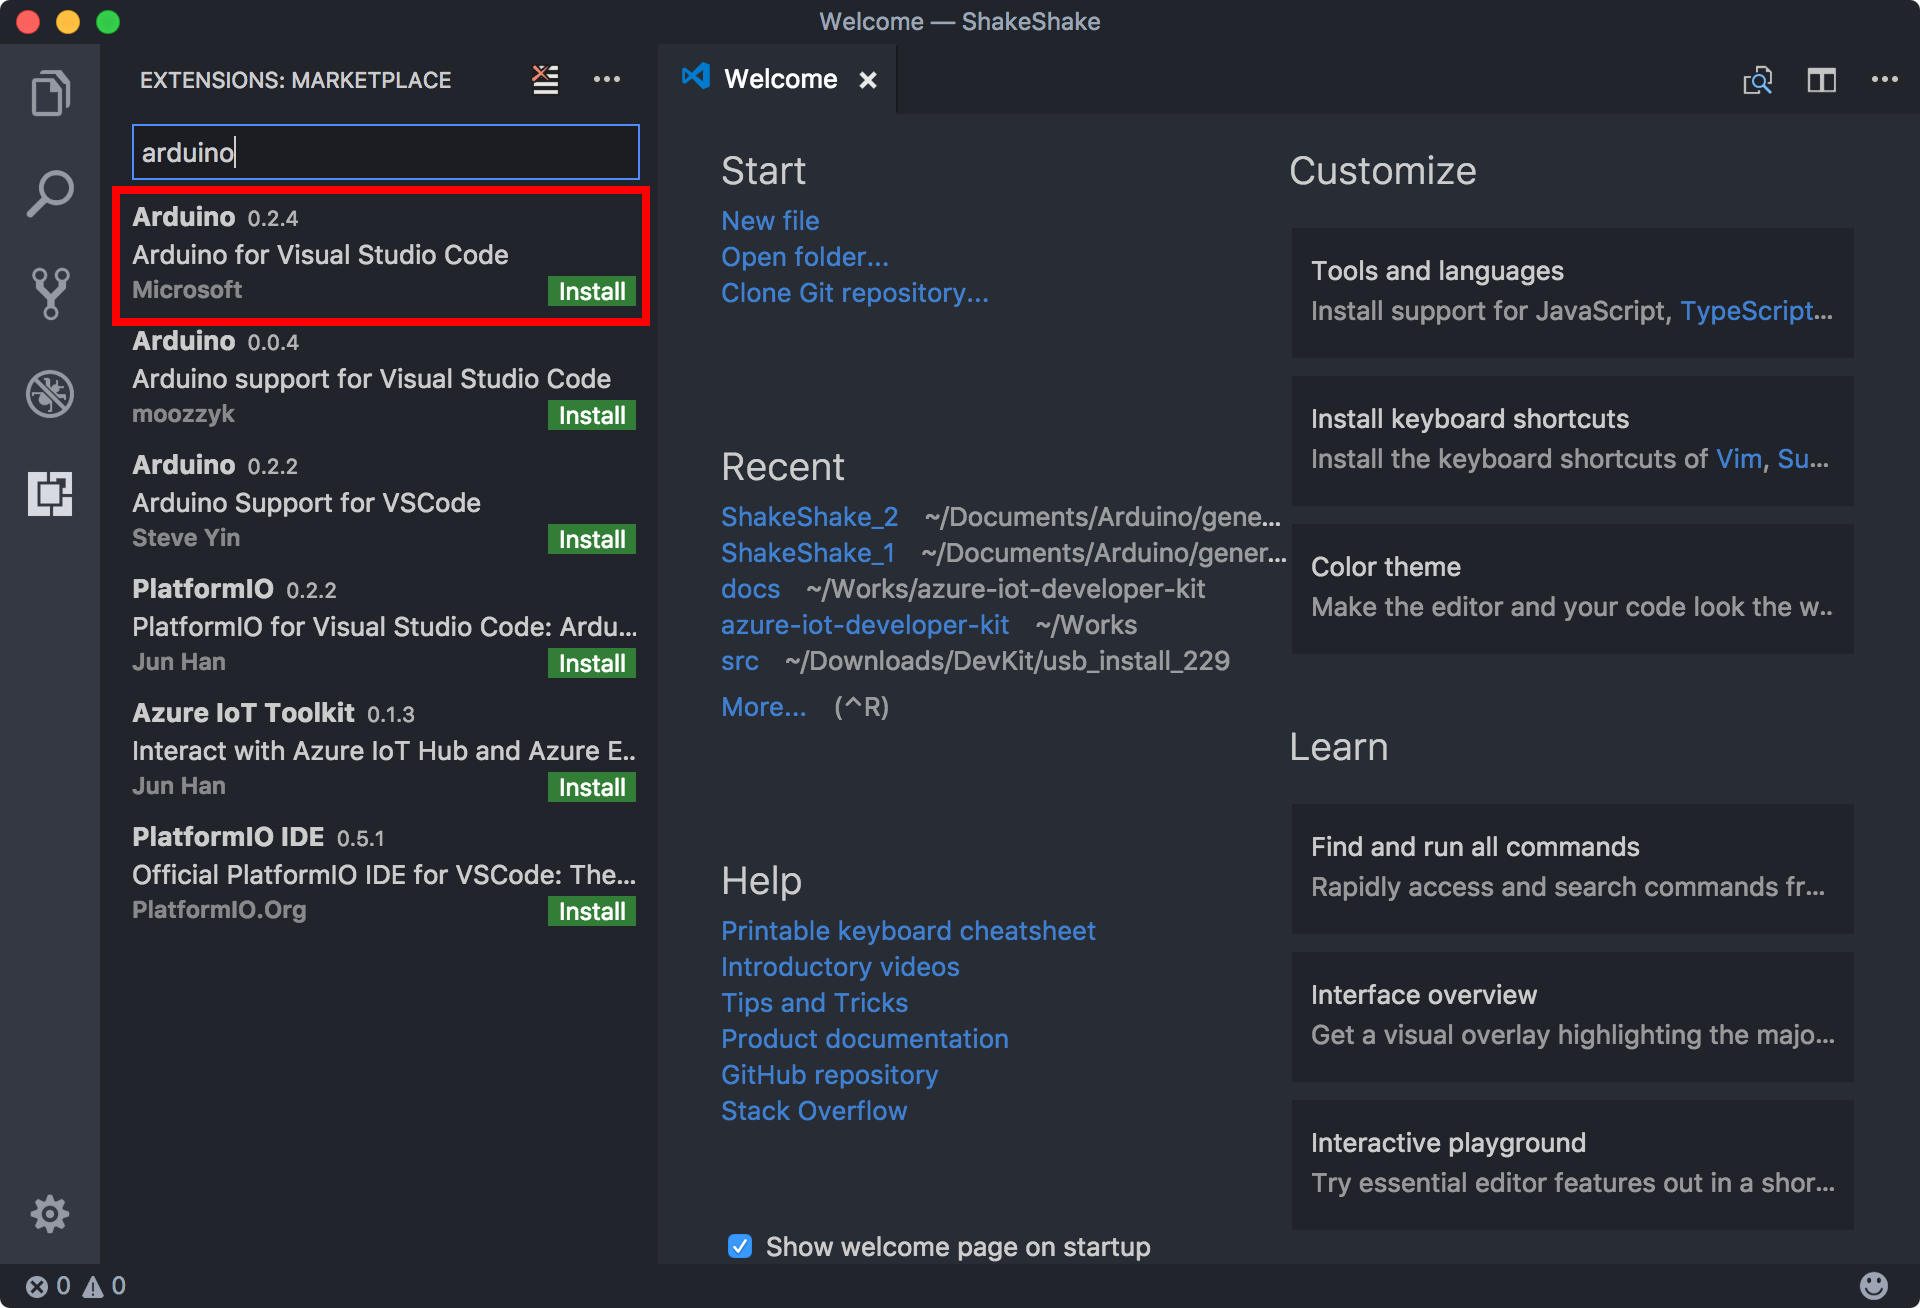 Welcome — ShakeShake
EXTENSIONS: MARKETPLACE
arduino
Arduino 0.2.4
Arduino for Visual Studio Code
Microsoft
Install
Arduino 0.0.4
Arduino support for Visual Studio Code
moozzyk
Install
Arduino 0.2.2
Arduino Support for VSCode
Steve Yin
Install
PlatformIO 0.2.2
PlatformIO for Visual Studio Code: Ardu...
Jun Han
Install
Azure IoT Toolkit 0.1.3
Interact with Azure IoT Hub and Azure E..
Jun Han
Install
PlatformIO IDE 0.5.1
Official PlatformIO IDE for VSCode: The...
PlatformIO.Org
Install
Welcome
Start
New file
Open folder...
Clone Git repository...
Recent
ShakeShake_2 ~/Documents/Arduino/gene...
ShakeShake_1 ~/Documents/Arduino/gener...
docs ~/Works/azure-iot-developer-kit
azure-iot-developer-kit ~/Works
src ~/Downloads/DevKit/usb_install_229
More... (^R)
Help
Printable keyboard cheatsheet
Introductory videos
Tips and Tricks
Product documentation
GitHub repository
Stack Overflow
Show welcome page on startup
Customize
Tools and languages
Install support for JavaScript, TypeScript...
Install keyboard shortcuts
Install the keyboard shortcuts of Vim, Su...
Color theme
Make the editor and your code look the w..
Learn
Find and run all commands
Rapidly access and search commands fr...
Interface overview
Get a visual overlay highlighting the majo...
Interactive playground
Try essential editor features out in a shor...
0 0